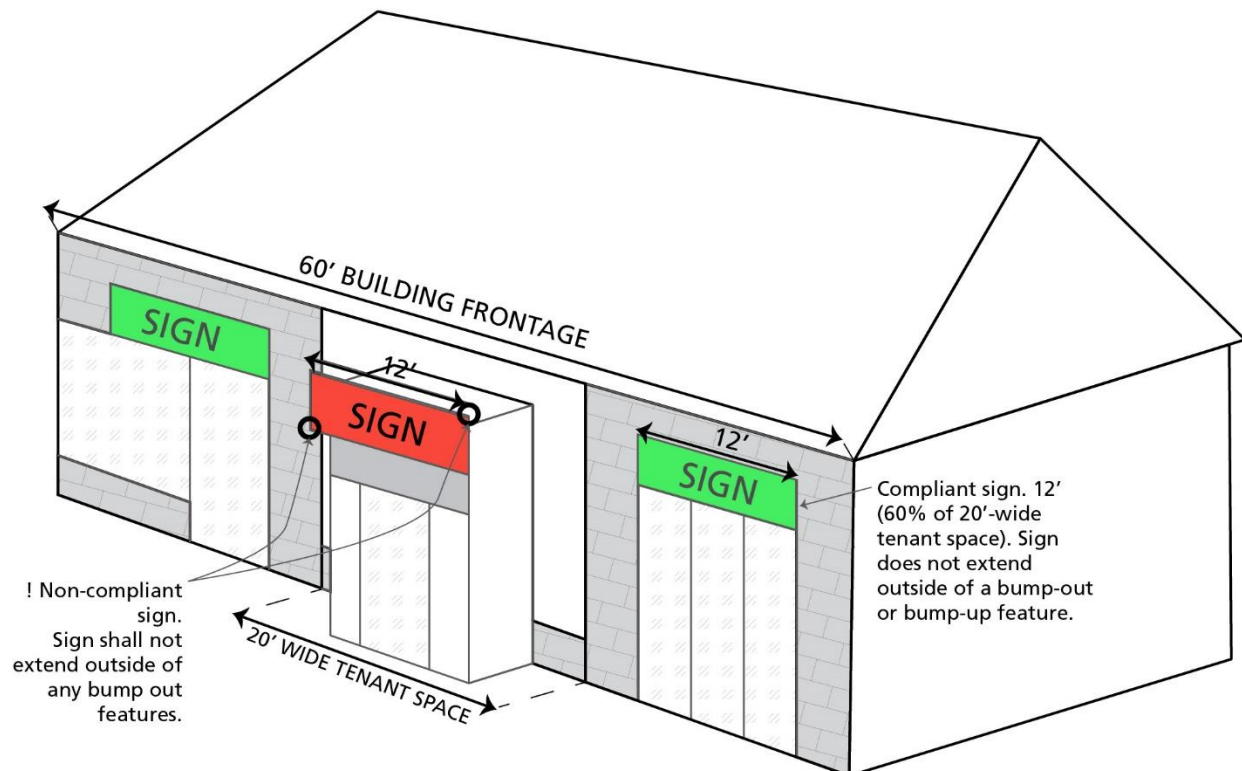 60’ BUILDING FRONTAGE
SIGN
12’
SIGN
12’
SIGN
Compliant sign. 12’
(60% of 20’-wide
tenant space). Sign
does not extend
outside of a bump-out
or bump-up feature.
! Non-compliant
sign.
Sign shall not
extend outside of
any bump out
features.
20’ WIDE TENANT SPACE